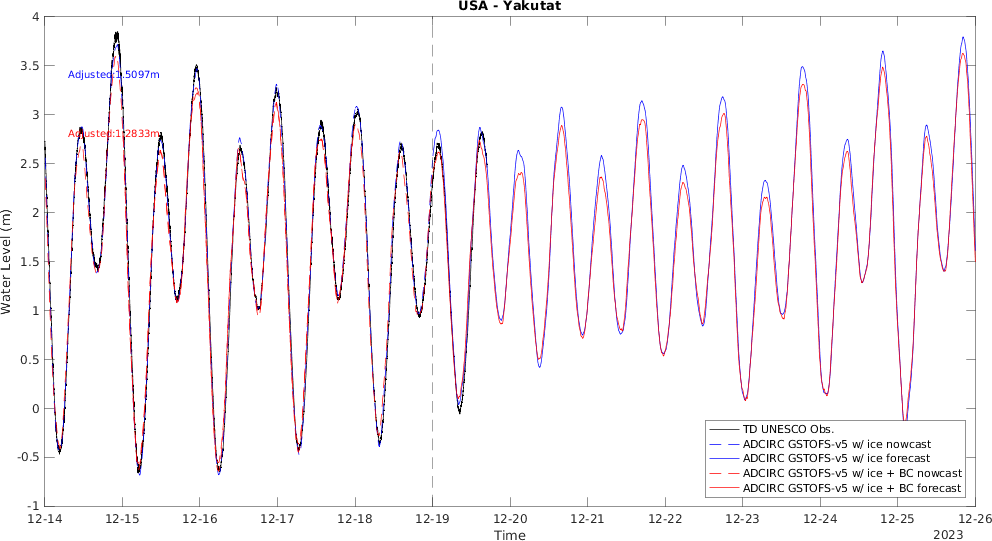 USA - Yakutat
4
3.5
3
2.5
2
1.5
1
0.5
0
-0.5
-1
Water Level (m)
Adjusted:1.5097m
Adjusted:1.2833m
TD UNESCO Obs.
ADCIRC GSTOFS-v5 w/ ice nowcast
ADCIRC GSTOFS-v5 w/ ice forecast
ADCIRC GSTOFS-v5 w/ ice + BC nowcast
ADCIRC GSTOFS-v5 w/ ice + BC forecast
12-14 12-15 12-16 12-17 12-18 12-19 12-20 12-21 12-22 12-23 12-24 12-25 12-26
Time
2023